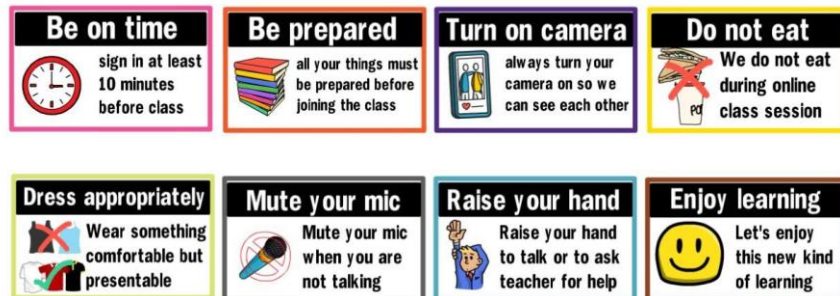 Be on time
sign in at least
10 minutes
before class
Be prepared
all your things must
be prepared before
joining the class
Turn on camera
always turn your
camera on so we
can see each other
Do not eat
We do not eat
during online
class session
Dress appropriately
Wear something
comfortable but
presentable
Mute your mic
Mute your mic
when you are
not talking
Raise your hand
Raise your hand
to talk or to ask
teacher for help
Enjoy learning
Let's enjoy
this new kind
of learning